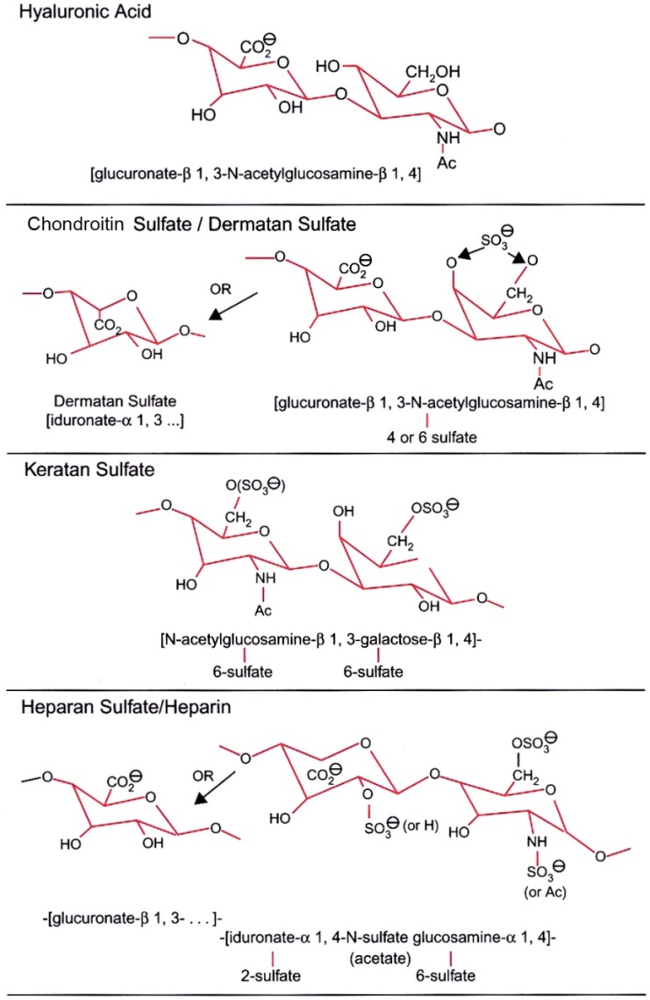 Hyaluronic Acid
O
CO2⊖
O
HO
CH2OH
O
O
HO
OH
NH
O
Ac
[glucuronate-β 1, 3-N-acetylglucosamine-β 1, 4]
Chondroitin Sulfate / Dermatan Sulfate
SO3⊖
O
CO2⊖
O
O
O
CH2
O
OR
O
O
CO2
O
HO
OH
HO
OH
O
NH
O
Ac
Dermatan Sulfate
[iduronate-α 1, 3 ...]
[glucuronate-β 1, 3-N-acetylglucosamine-β 1, 4]
4 or 6 sulfate
Keratan Sulfate
O(SO3⊖)
O
CH2
O
OH
OSO3⊖
CH2
O
HO
NH
Ac
OH
O
[N-acetylglucosamine-β 1, 3-galactose-β 1, 4]-
6-sulfate 6-sulfate
Heparan Sulfate/Heparin
O
CO2⊖
O
OR
HO
OH
O
O
O
CO2⊖
O
HO
SO3⊖ (or H)
O
OSO3⊖
CH2
O
HO
NH
SO3⊖
(or Ac)
O
-[glucuronate-β 1, 3- . . . ]-
-[iduronate-α 1, 4-N-sulfate glucosamine-α 1, 4]-
(acetate)
2-sulfate 6-sulfate